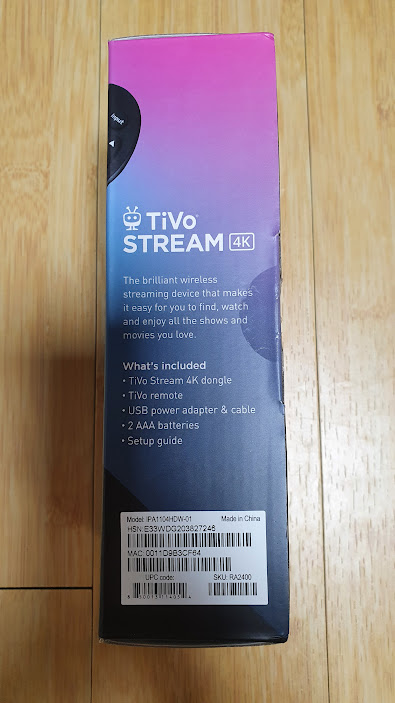 Input
TiVo
STREAM 4K
The brilliant wireless
streaming device that makes
it easy for you to find, watch
and enjoy all the shows and
movies you love.
What's included
• TiVo Stream 4K dongle
• TiVo remote
• USB power adapter & cable
• 2 AAA batteries
• Setup guide
Model: IPA1104HDW-01 Made in China
HSN:E33WDG203827246
MAC:0011D9B3CF64
UPC code: SKU: RA2400